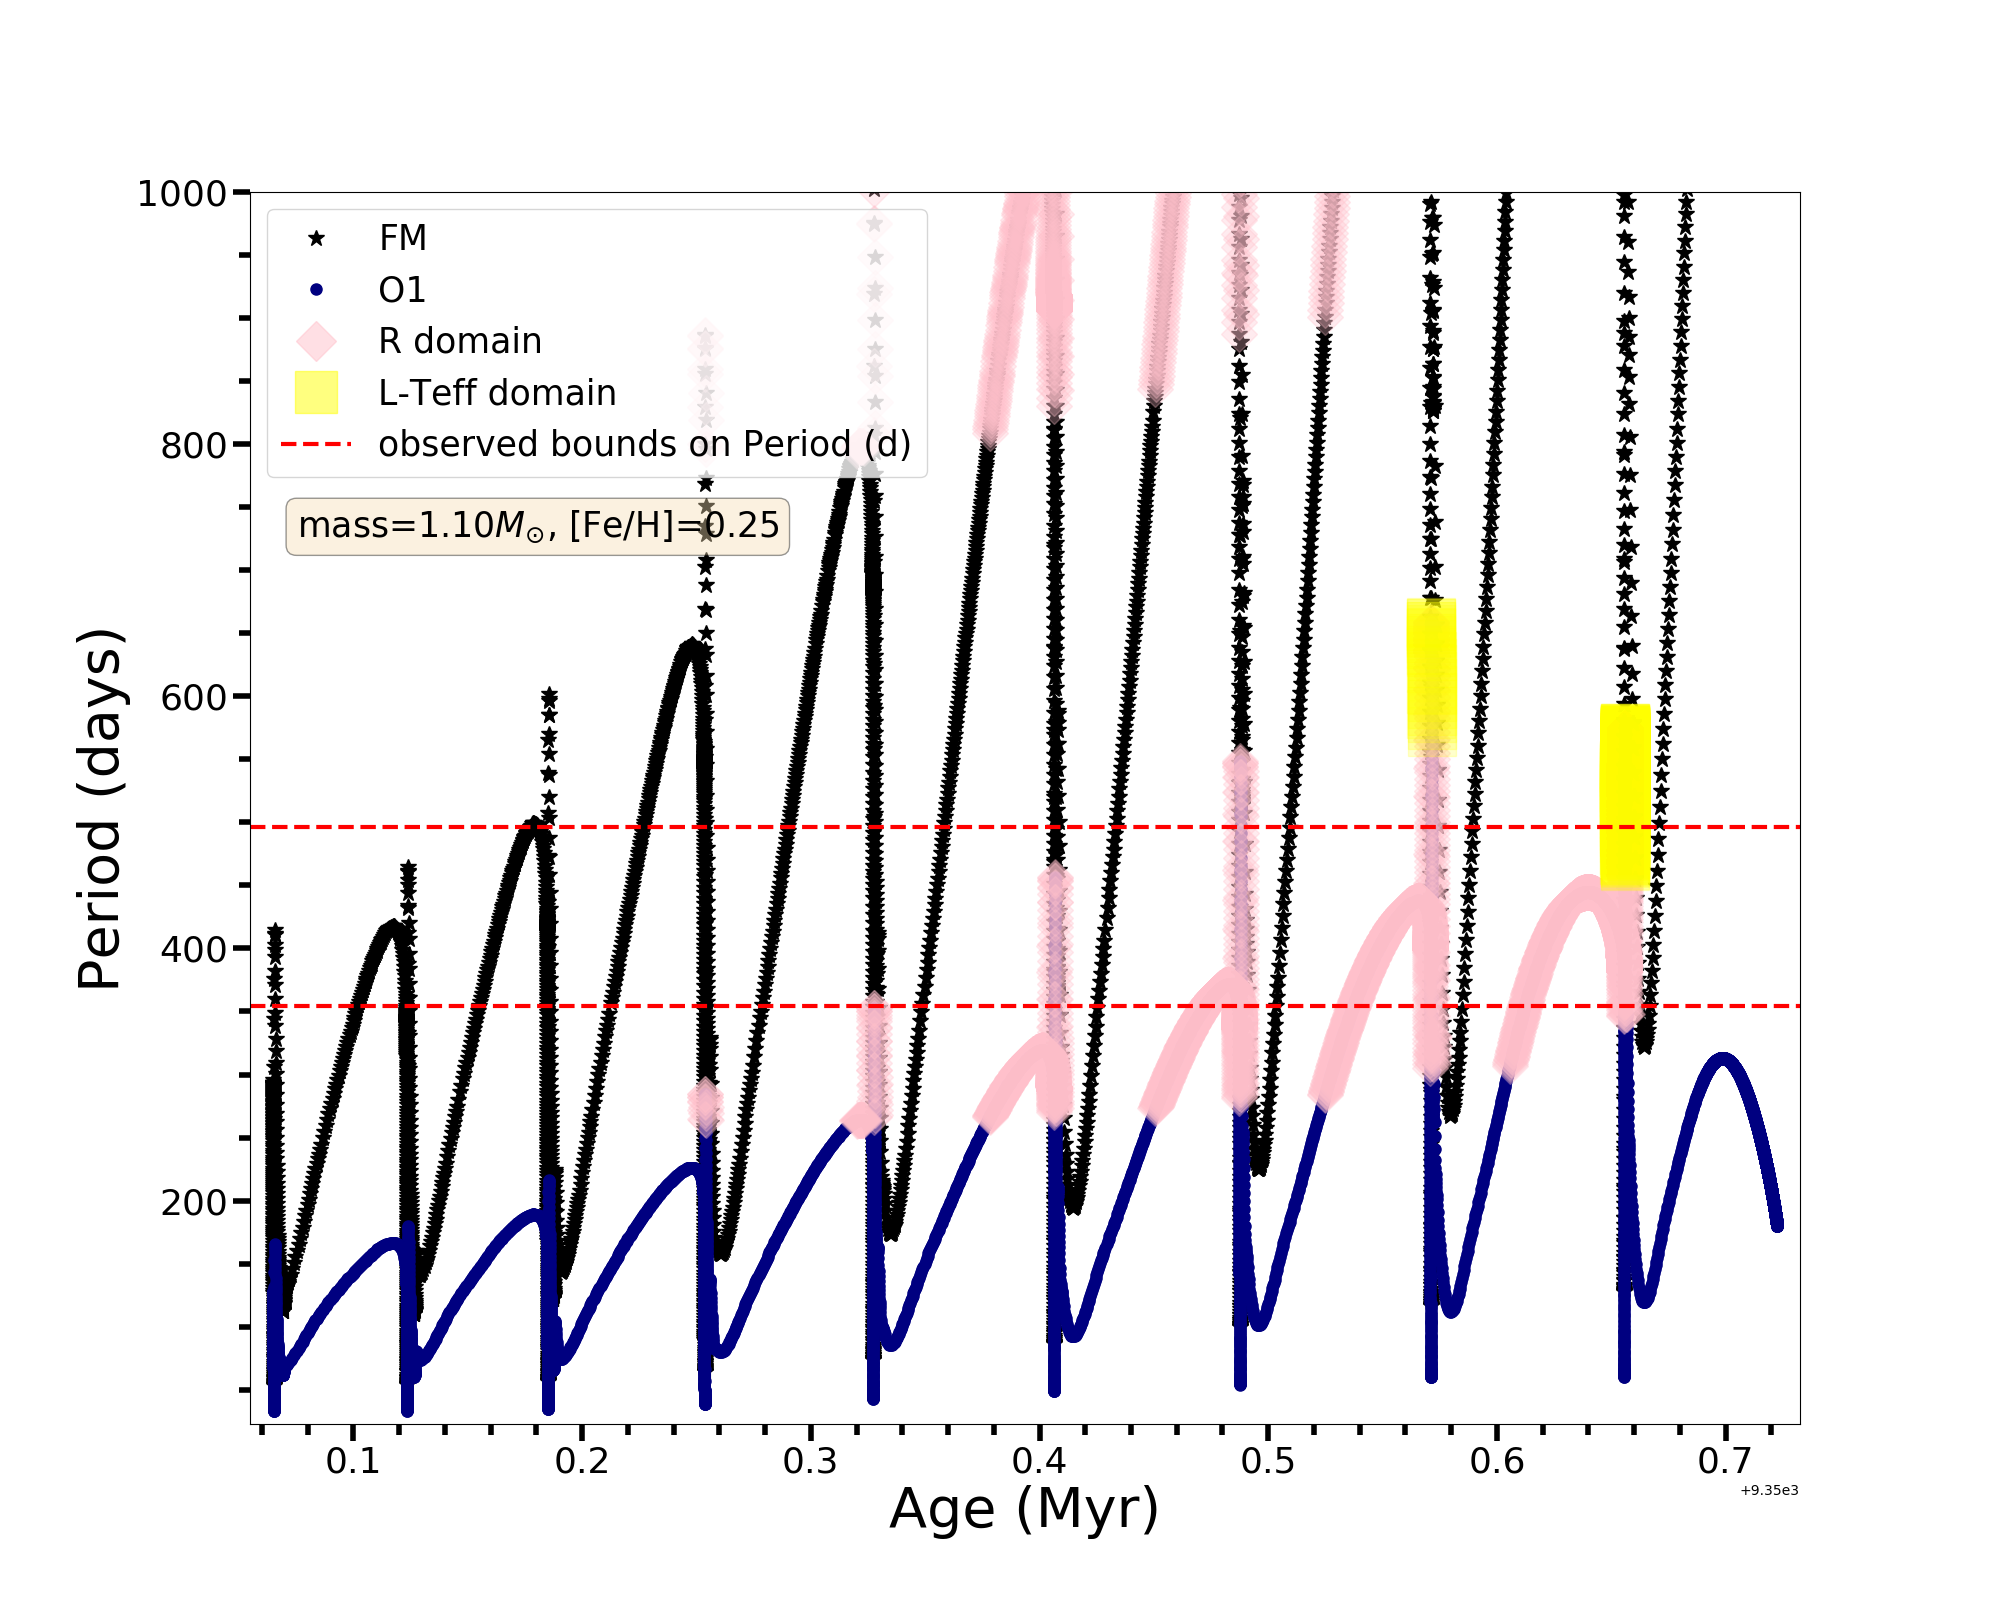 1000
800
600
400
200
Period (days)
FM
O1
R domain
L-Teff domain
observed bounds on Period (d)
mass=1.10M⊙, [Fe/H]=0.25
0.1 0.2 0.3 0.4 0.5 0.6 0.7
+9.35e3
Age (Myr)